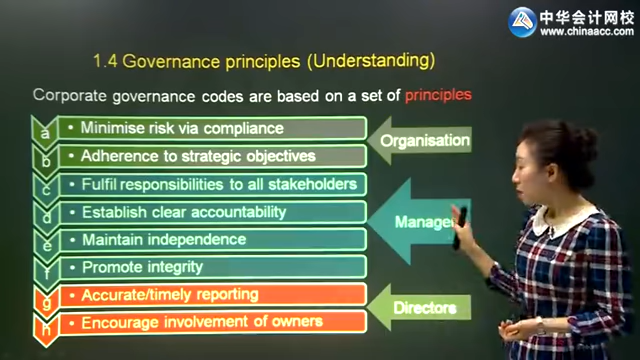 中华会计网校
www.chinaacc.com
1.4 Governance principles (Understanding)
Corporate governance codes are based on a set of principles
a • Minimise risk via compliance
b • Adherence to strategic objectives
Organisation
c • Fulfil responsibilities to all stakeholders
d • Establish clear accountability
e • Maintain independence
f • Promote integrity
g • Accurate/timely reporting
h • Encourage involvement of owners
Directors